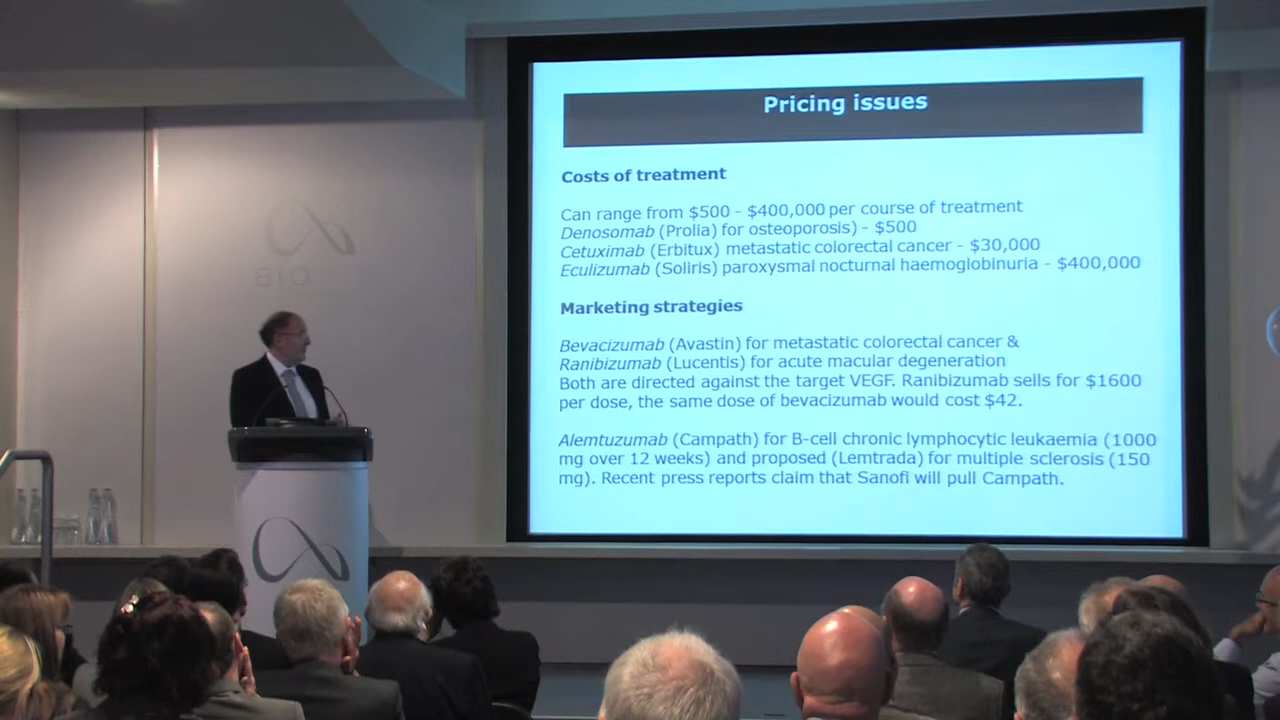 Pricing issues
Costs of treatment
Can range from $500 - $400,000 per course of treatment
Denosomab (Prolia) for osteoporosis) - $500
Cetuximab (Erbitux) metastatic colorectal cancer - $30,000
Eculizumab (Soliris) paroxysmal nocturnal haemoglobinuria - $400,000
Marketing strategies
Bevacizumab (Avastin) for metastatic colorectal cancer &
Ranibizumab (Lucentis) for acute macular degeneration
Both are directed against the target VEGF. Ranibizumab sells for $1600
per dose, the same dose of bevacizumab would cost $42.
Alemtuzumab (Campath) for B-cell chronic lymphocytic leukaemia (1000
mg over 12 weeks) and proposed (Lemtrada) for multiple sclerosis (150
mg). Recent press reports claim that Sanofi will pull Campath.
BIO